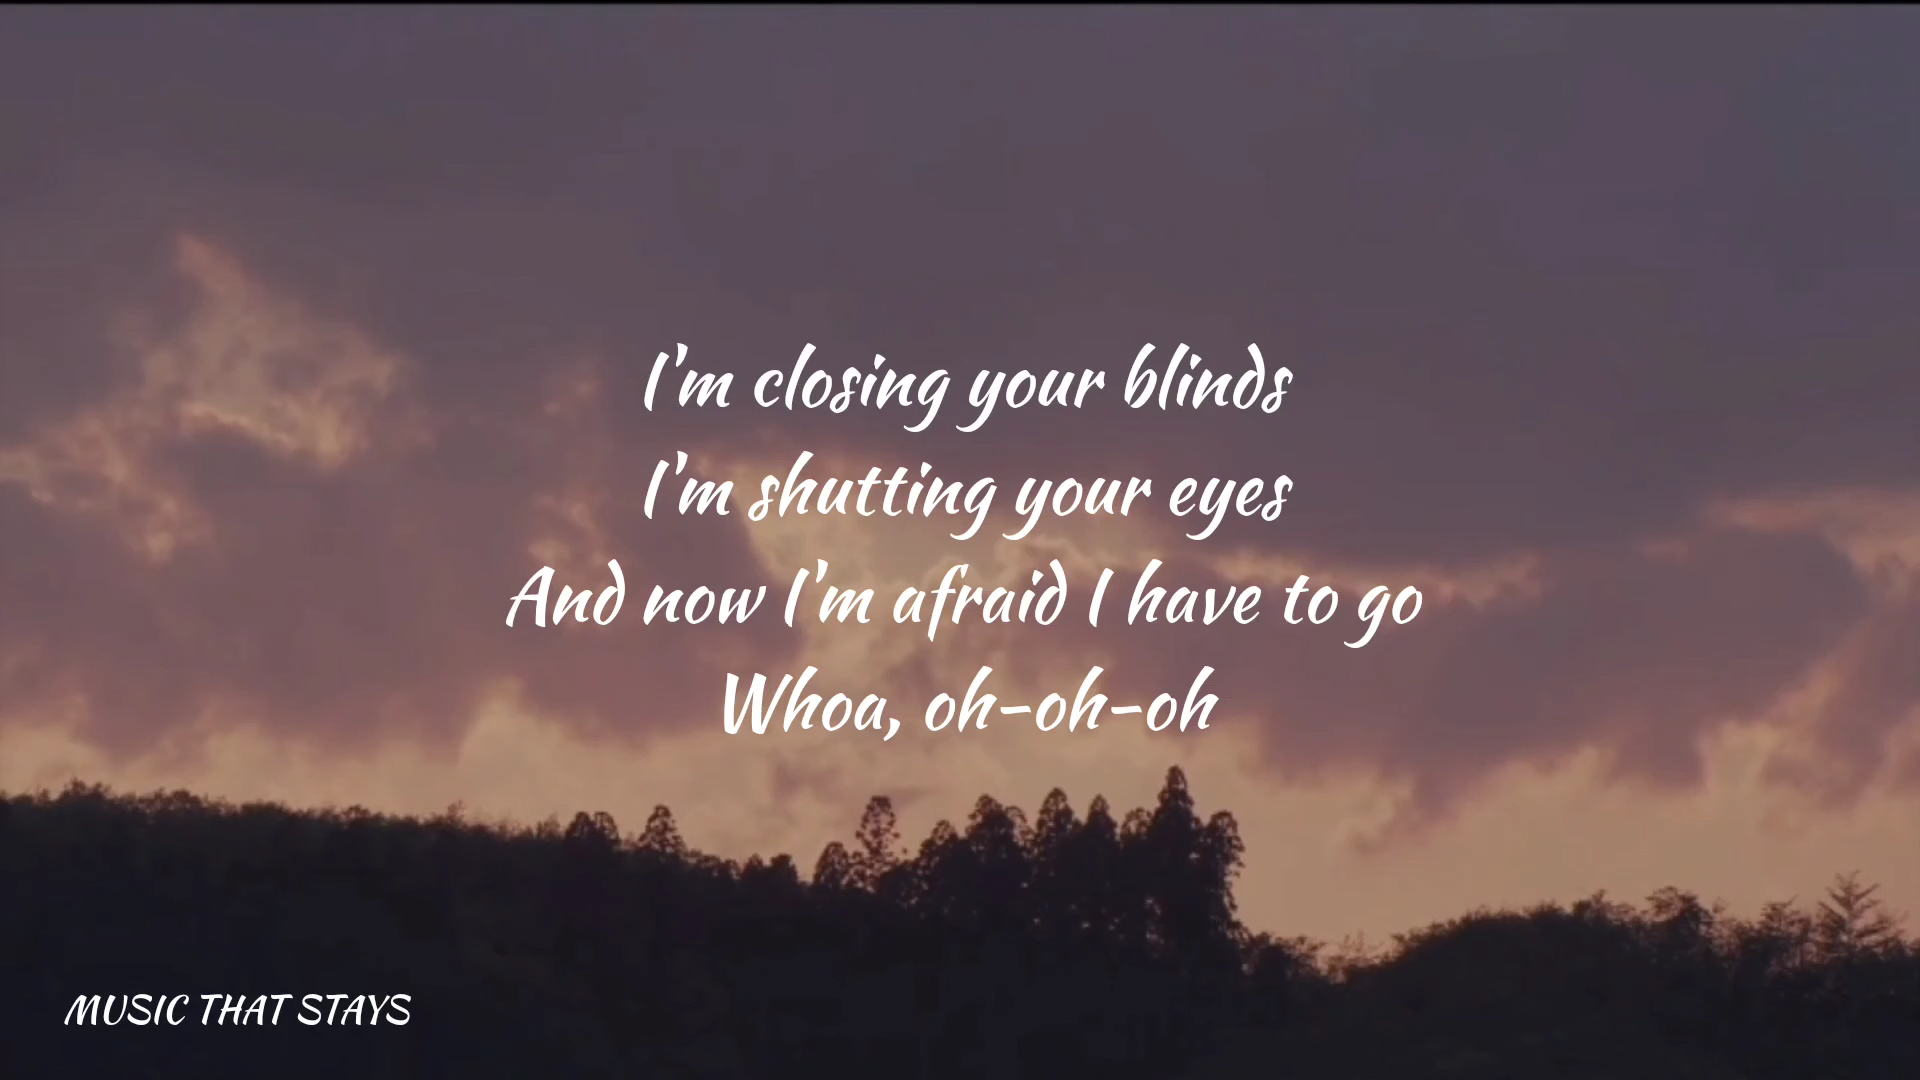 I'm closing your blinds
I'm shutting your eyes
And now I'm afraid I have to go
Whoa, oh-oh-oh
MUSIC THAT STAYS